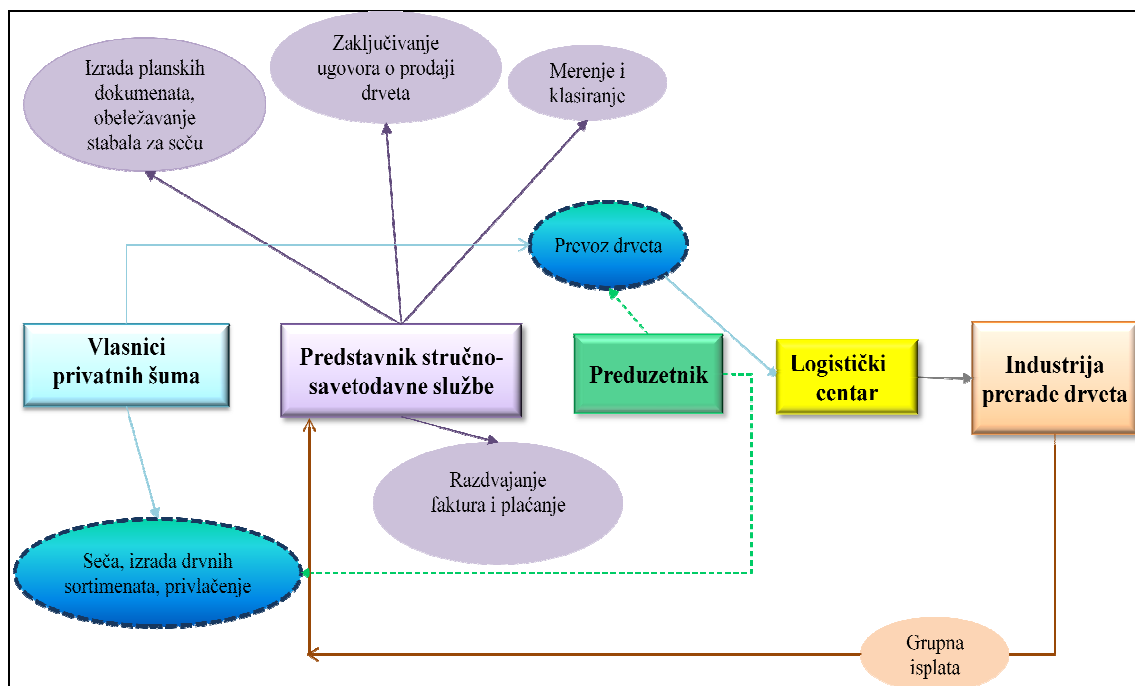 Izrada planskih
dokumenata,
obeležavanje
stabala za seču
Zaključivanje
ugovora o prodaji
drveta
Merenje i
klasiranje
Prevoz drveta
Vlasnici
privatnih šuma
Predstavnik stručno-
savetodavne službe
Preduzetnik
Logistički
centar
Industrija
prerade drveta
Razdvajanje
faktura i plaćanje
Seča, izrada drvnih
sortimenata, privlačenje
Grupna
isplata